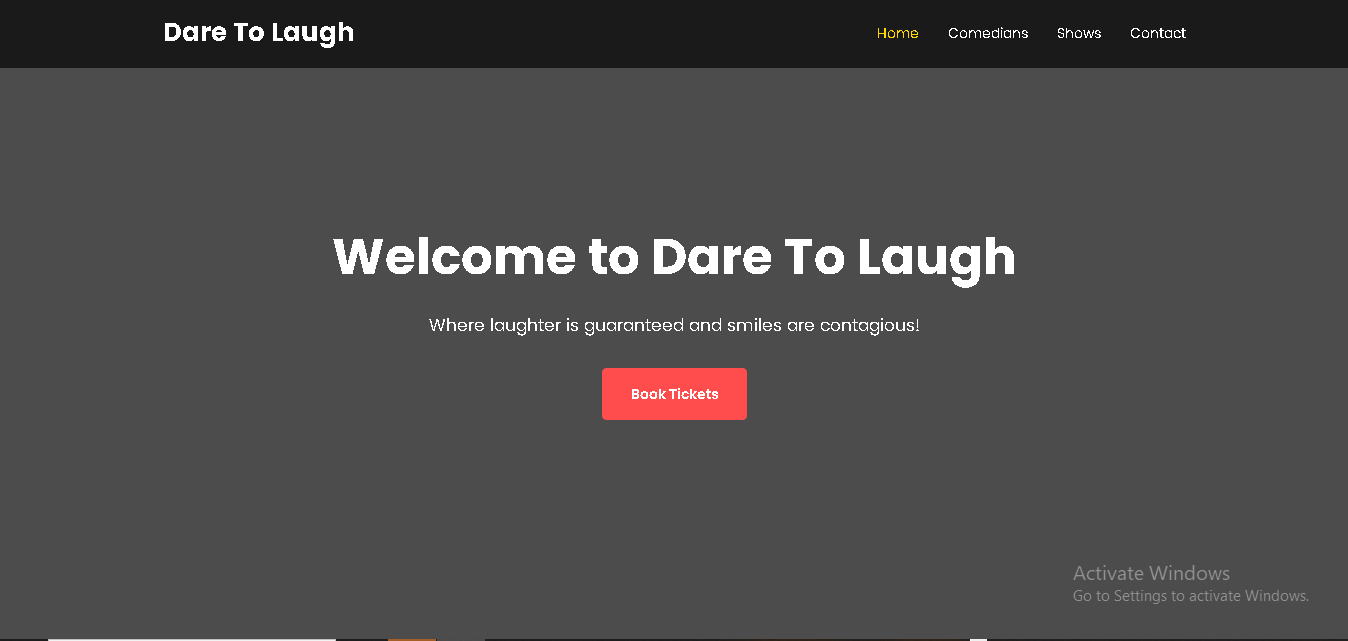 Dare To Laugh
Home Comedians Shows Contact
Welcome to Dare To Laugh
Where laughter is guaranteed and smiles are contagious!
Book Tickets
Activate Windows
Go to Settings to activate Windows.